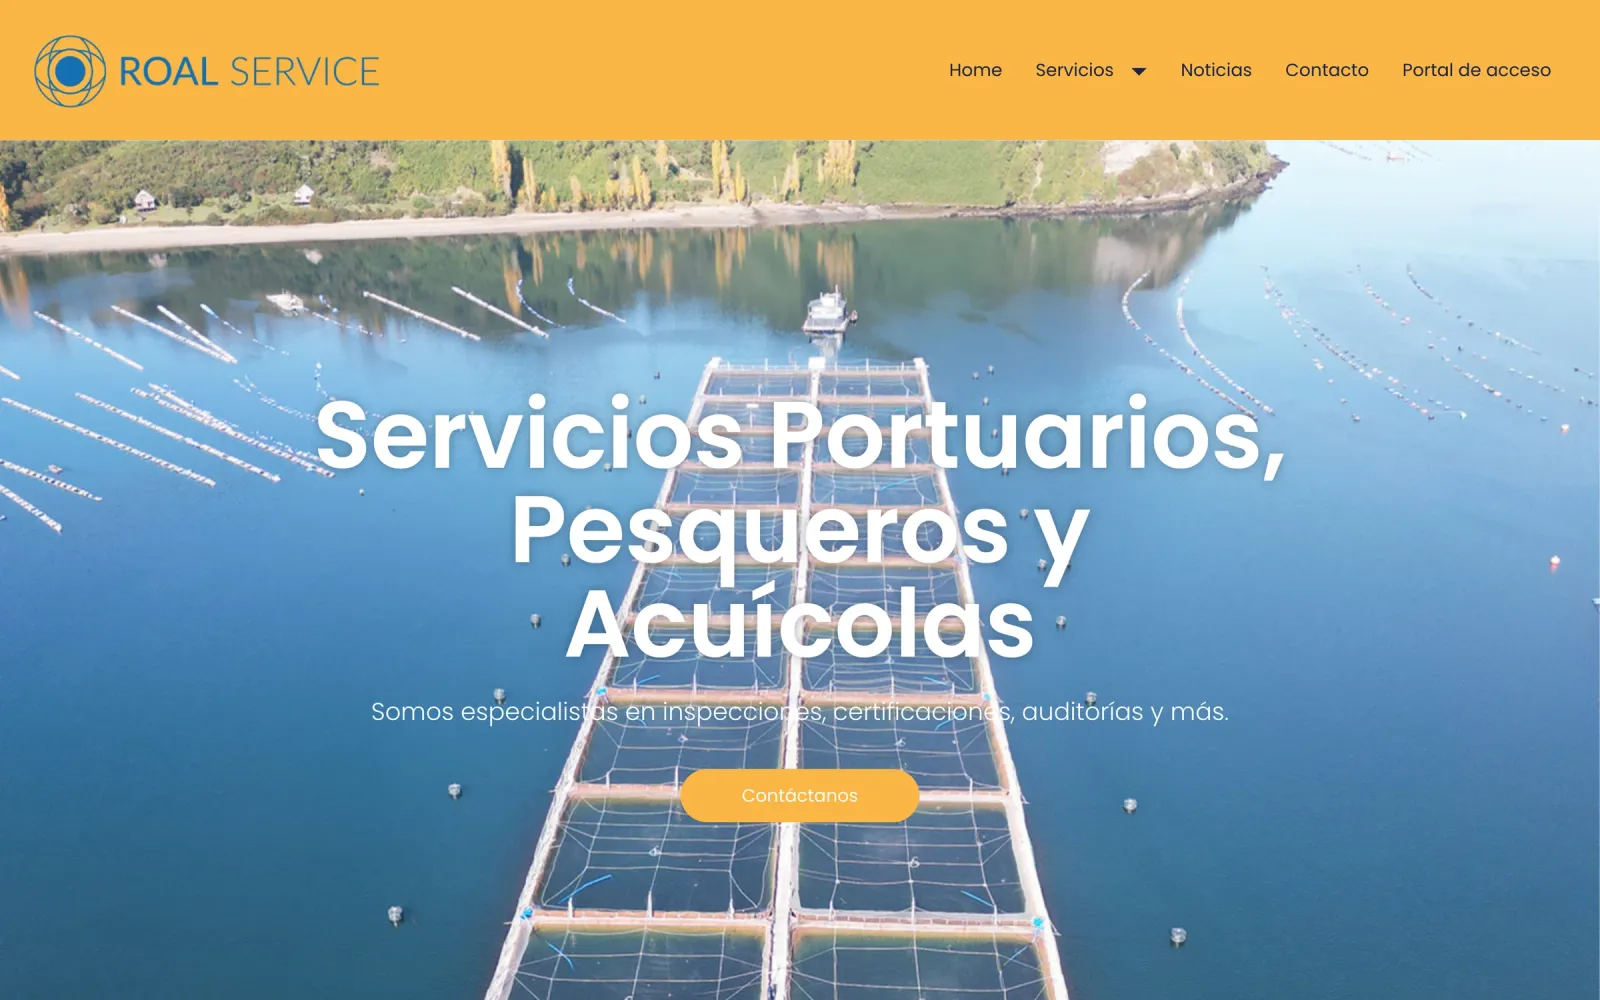 ROAL SERVICE
Home Servicios Noticias Contacto Portal de acceso
Servicios Portuarios,
Pesqueros y
Acuícolas
Somos especialistas en inspecciones, certificaciones, auditorías y más.
Contáctanos